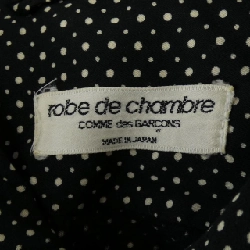 robe de chambre
COMME des GARCONS
MADE IN JAPAN